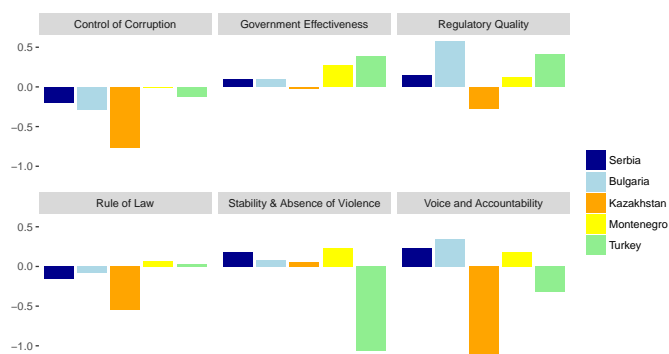 Control of Corruption
Government Effectiveness
Regulatory Quality
0.5
0.0
−0.5
−1.0
Serbia
Bulgaria
Kazakhstan
Montenegro
Turkey
Rule of Law
Stability & Absence of Violence
Voice and Accountability
0.5
0.0
−0.5
−1.0